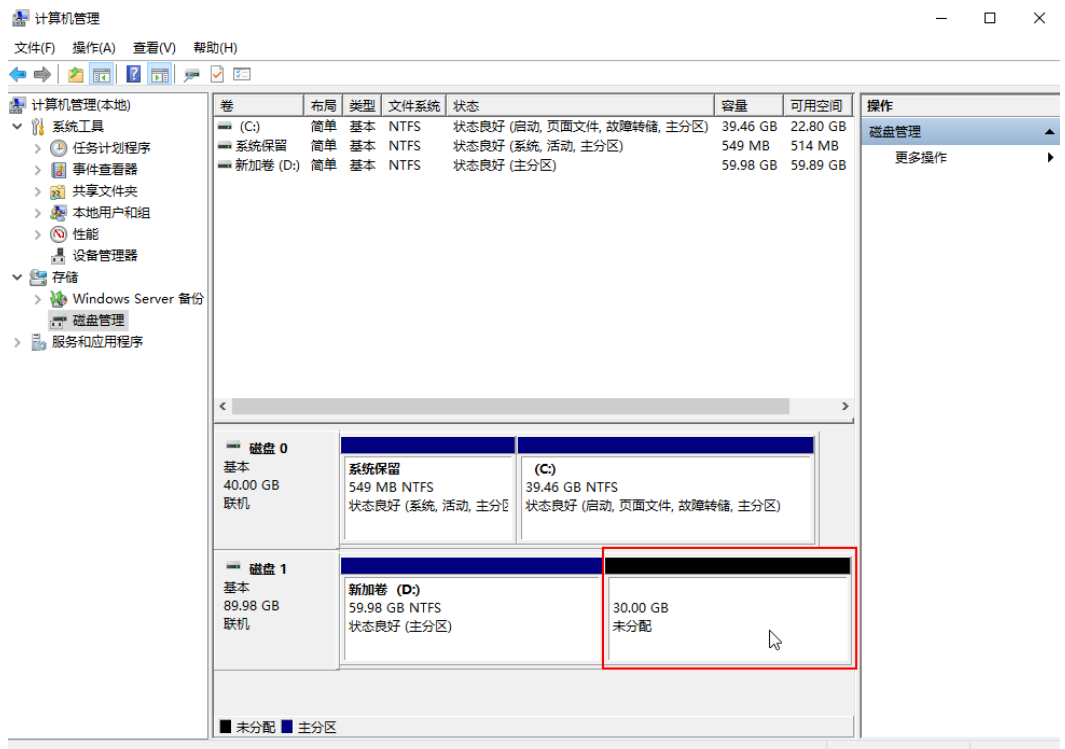 计算机管理
文件(F) 操作(A) 查看(V) 帮助(H)
计算机管理(本地)
系统工具
任务计划程序
事件查看器
共享文件夹
本地用户和组
性能
设备管理器
存储
Windows Server 备份
磁盘管理
服务和应用程序
卷 布局 类型 文件系统 状态 容量 可用空间
(C:) 简单 基本 NTFS 状态良好 (启动, 页面文件, 故障转储, 主分区) 39.46 GB 22.80 GB
系统保留 简单 基本 NTFS 状态良好 (系统, 活动, 主分区) 549 MB 514 MB
新加卷 (D:) 简单 基本 NTFS 状态良好 (主分区) 59.98 GB 59.89 GB
磁盘 0
基本
40.00 GB
联机
系统保留
549 MB NTFS
状态良好 (系统, 活动, 主分区
(C:)
39.46 GB NTFS
状态良好 (启动, 页面文件, 故障转储, 主分区)
磁盘 1
基本
89.98 GB
联机
新加卷 (D:)
59.98 GB NTFS
状态良好 (主分区)
30.00 GB
未分配
未分配 主分区
操作
磁盘管理
更多操作